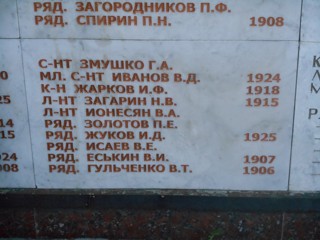 РЯД. ЗАГОРОДНИКОВ П.Ф.
РЯД. СПИРИН П.Н. 1908
С-НТ ЗМУШКО Г.А.
МЛ. С-НТ ИВАНОВ В.Д. 1924
К-Н ЖАРКОВ И.Ф. 1918
Л-НТ ЗАГАРИН Н.В. 1915
Л-НТ ИОНЕСЯН В.А.
РЯД. ЗОЛОТОВ П.Е.
РЯД. ЖУКОВ И.Д. 1925
РЯД. ИСАЕВ В.Е.
РЯД. ЕСЬКИН В.И. 1907
РЯД. ГУЛЬЧЕНКО В.Т. 1906